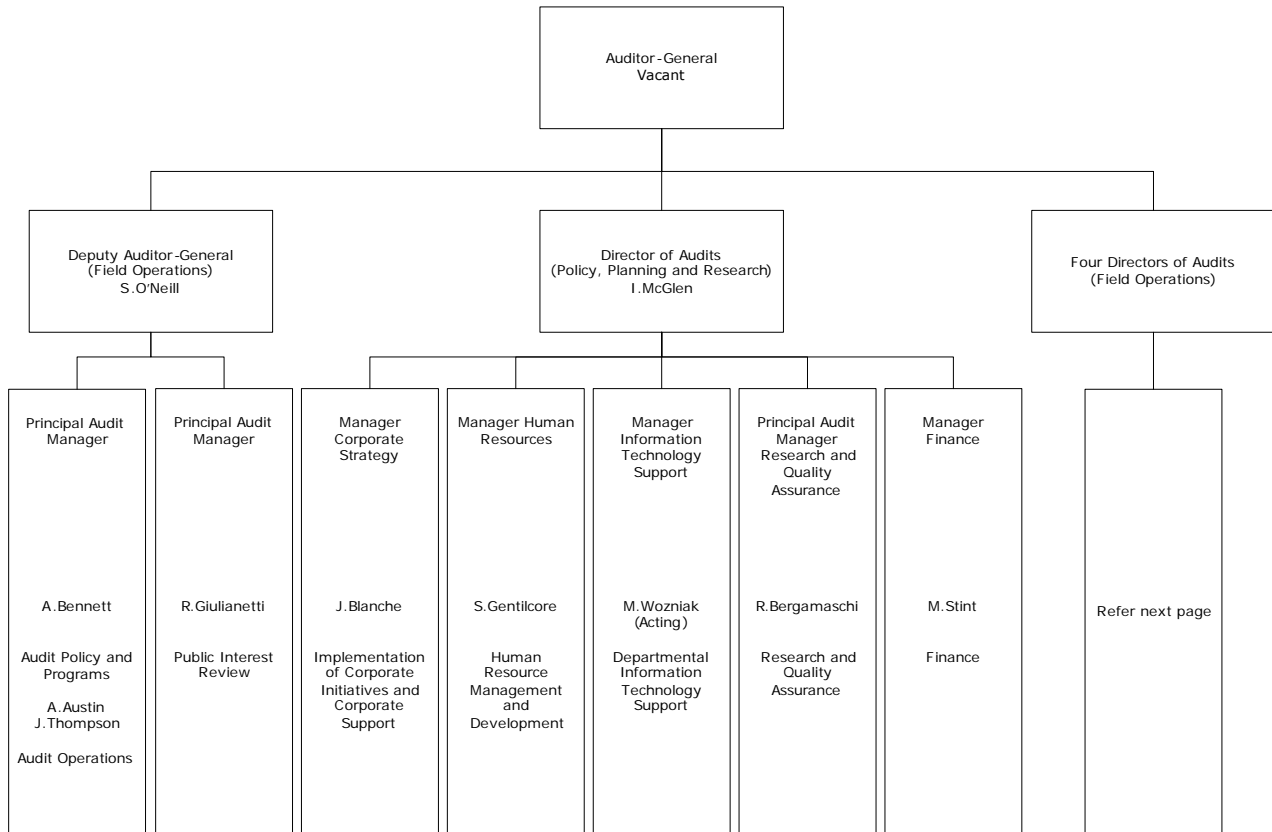 Auditor-General
Vacant
Deputy Auditor-General
(Field Operations)
S.O'Neill
Director of Audits
(Policy, Planning and Research)
I.McGlen
Four Directors of Audits
(Field Operations)
Principal Audit
Manager
A.Bennett
Audit Policy and
Programs
A.Austin
J.Thompson
Audit Operations
Principal Audit
Manager
R.Giulianetti
Public Interest
Review
Manager
Corporate
Strategy
J.Blanche
Implementation
of Corporate
Initiatives and
Corporate
Support
Manager Human
Resources
S.Gentilcore
Human
Resource
Management
and
Development
Manager
Information
Technology
Support
M.Wozniak
(Acting)
Departmental
Information
Technology
Support
Principal Audit
Manager
Research and
Quality
Assurance
R.Bergamaschi
Research and
Quality
Assurance
Manager
Finance
M.Stint
Finance
Refer next page